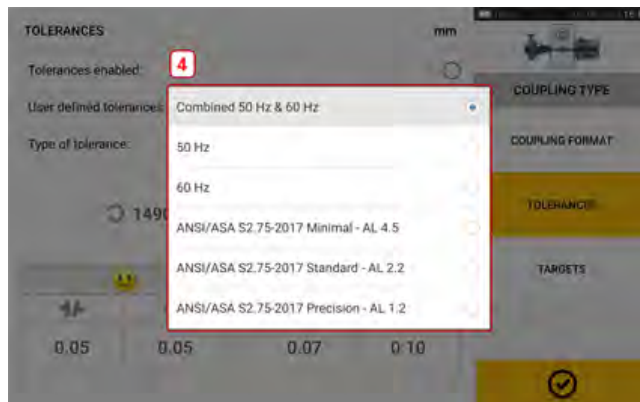 TOLERANCES
mm
Tolerances enabled:
4
User defined tolerances:
Combined 50 Hz & 60 Hz
COUPLING TYPE
Type of tolerance:
50 Hz
COUPLING FORMAT
60 Hz
1490
ANSI/ASA S2.75-2017 Minimal - AL 4.5
TOLERANCES
ANSI/ASA S2.75-2017 Standard - AL 2.2
TARGETS
ANSI/ASA S2.75-2017 Precision - AL 1.2
0.05 0.05 0.07 0.10